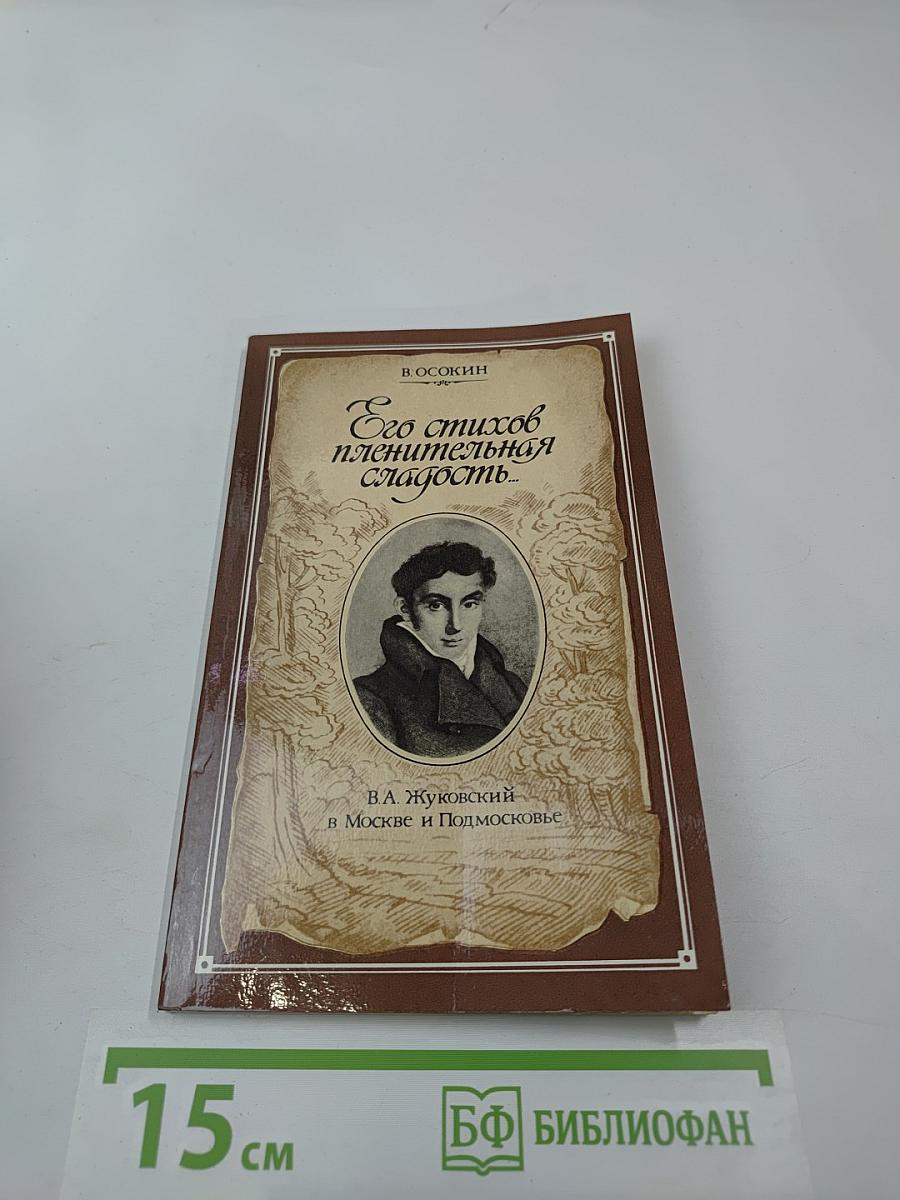 В. ОСОКИН
Его стихов
пленительная
сладость...
В.А. Жуковский
в Москве и Подмосковье
15 см
БФ БИБЛИОФАН